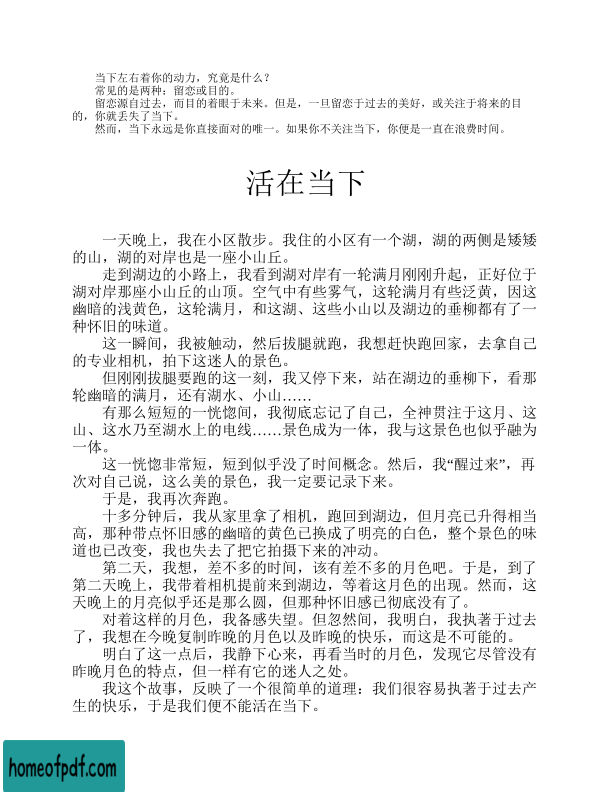 当下左右着你的动力，究竟是什么？
常见的是两种：留恋或目的。
留恋源自过去，而目的着眼于未来。但是，一旦留恋于过去的美好，或关注于将来的目
的，你就丢失了当下。
然而，当下永远是你直接面对的唯一。如果你不关注当下，你便是一直在浪费时间。
活在当下
一天晚上，我在小区散步。我住的小区有一个湖，湖的两侧是矮矮
的山，湖的对岸也是一座小山丘。
走到湖边的小路上，我看到湖对岸有一轮满月刚刚升起，正好位于
湖对岸那座小山丘的山顶。空气中有些雾气，这轮满月有些泛黄，因这
幽暗的浅黄色，这轮满月，和这湖、这些小山以及湖边的垂柳都有了一
种怀旧的味道。
这一瞬间，我被触动，然后拔腿就跑，我想赶快跑回家，去拿自己
的专业相机，拍下这迷人的景色。
但刚刚拔腿要跑的这一刻，我又停下来，站在湖边的垂柳下，看那
轮幽暗的满月，还有湖水、小山……
有那么短短的一恍惚间，我彻底忘记了自己，全神贯注于这月、这
山、这水乃至湖水上的电线……景色成为一体，我与这景色也似乎融为
一体。
这一恍惚非常短，短到似乎没了时间概念。然后，我“醒过来”，再
次对自己说，这么美的景色，我一定要记录下来。
于是，我再次奔跑。
十多分钟后，我从家里拿了相机，跑回到湖边，但月亮已升得相当
高，那种带点怀旧感的幽暗的黄色已换成了明亮的白色，整个景色的味
道也已改变，我也失去了把它拍摄下来的冲动。
第二天，我想，差不多的时间，该有差不多的月色吧。于是，到了
第二天晚上，我带着相机提前来到湖边，等着这月色的出现。然而，这
天晚上的月亮似乎还是那么圆，但那种怀旧感已彻底没有了。
对着这样的月色，我备感失望。但忽然间，我明白，我执著于过去
了，我想在今晚复制昨晚的月色以及昨晚的快乐，而这是不可能的。
明白了这一点后，我静下心来，再看当时的月色，发现它尽管没有
昨晚月色的特点，但一样有它的迷人之处。
我这个故事，反映了一个很简单的道理：我们很容易执著于过去产
生的快乐，于是我们便不能活在当下。
homeofpdf.com